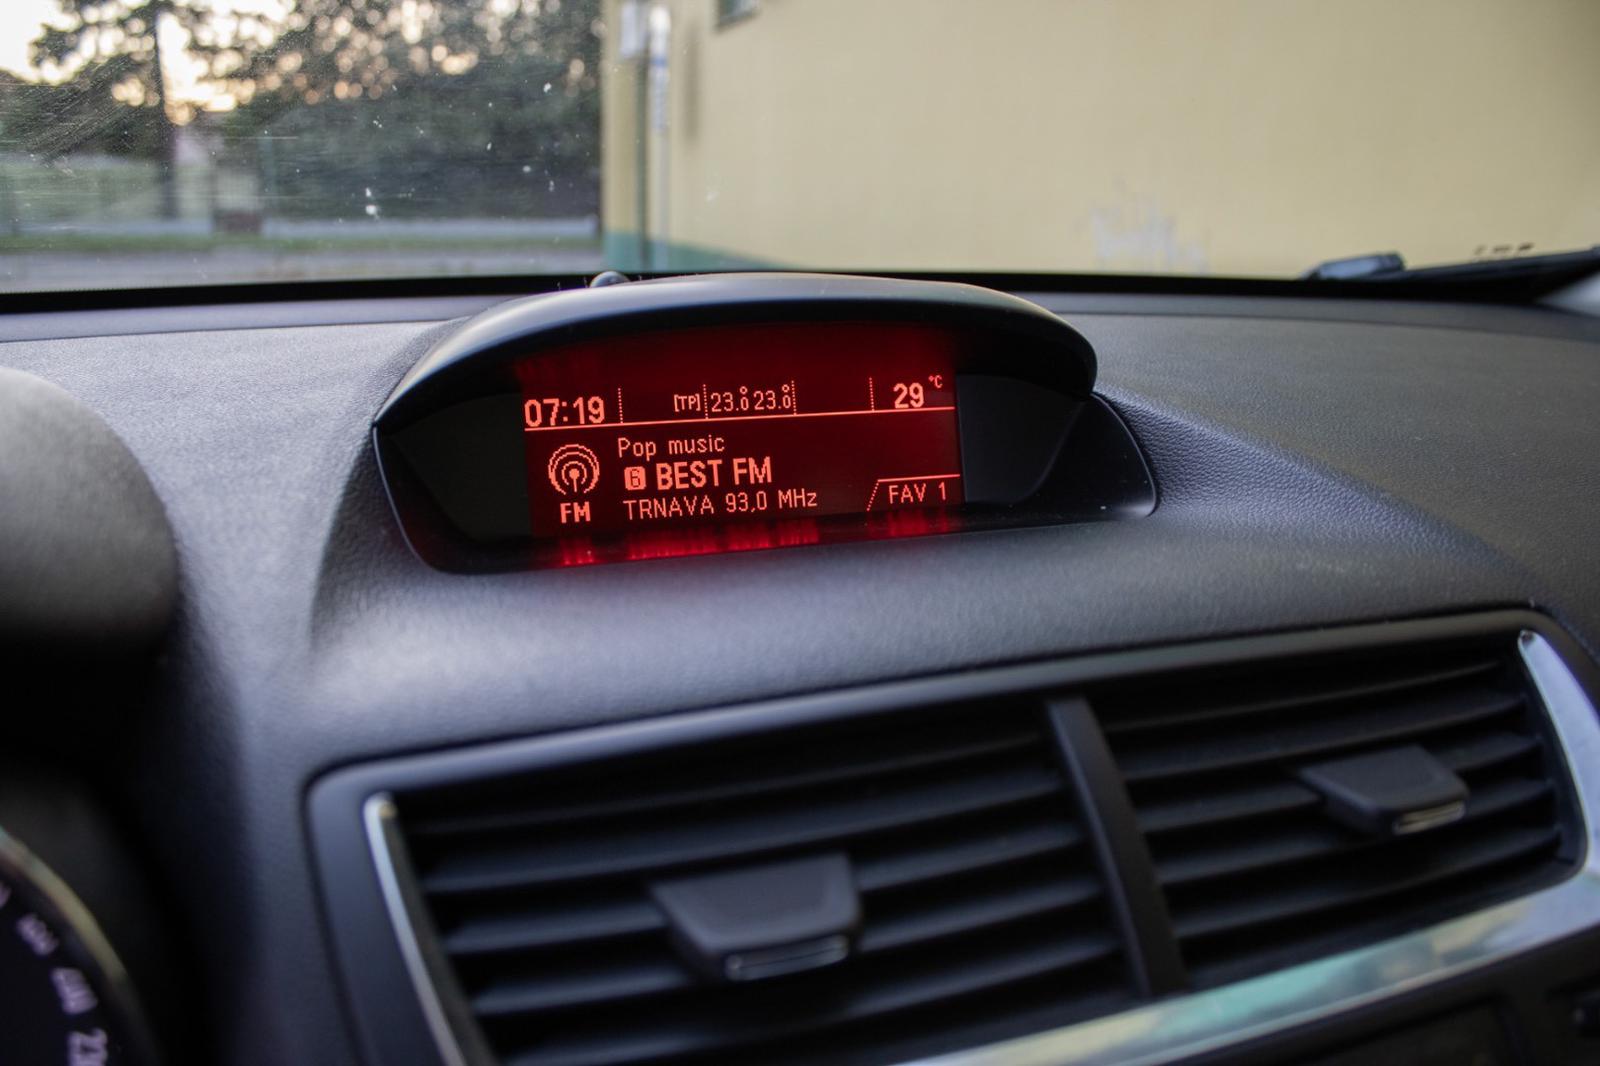 07:19 [TP] 23.0° 23.0° 29 °C
Pop music
6 BEST FM
FM TRNAVA 93,0 MHz FAV 1